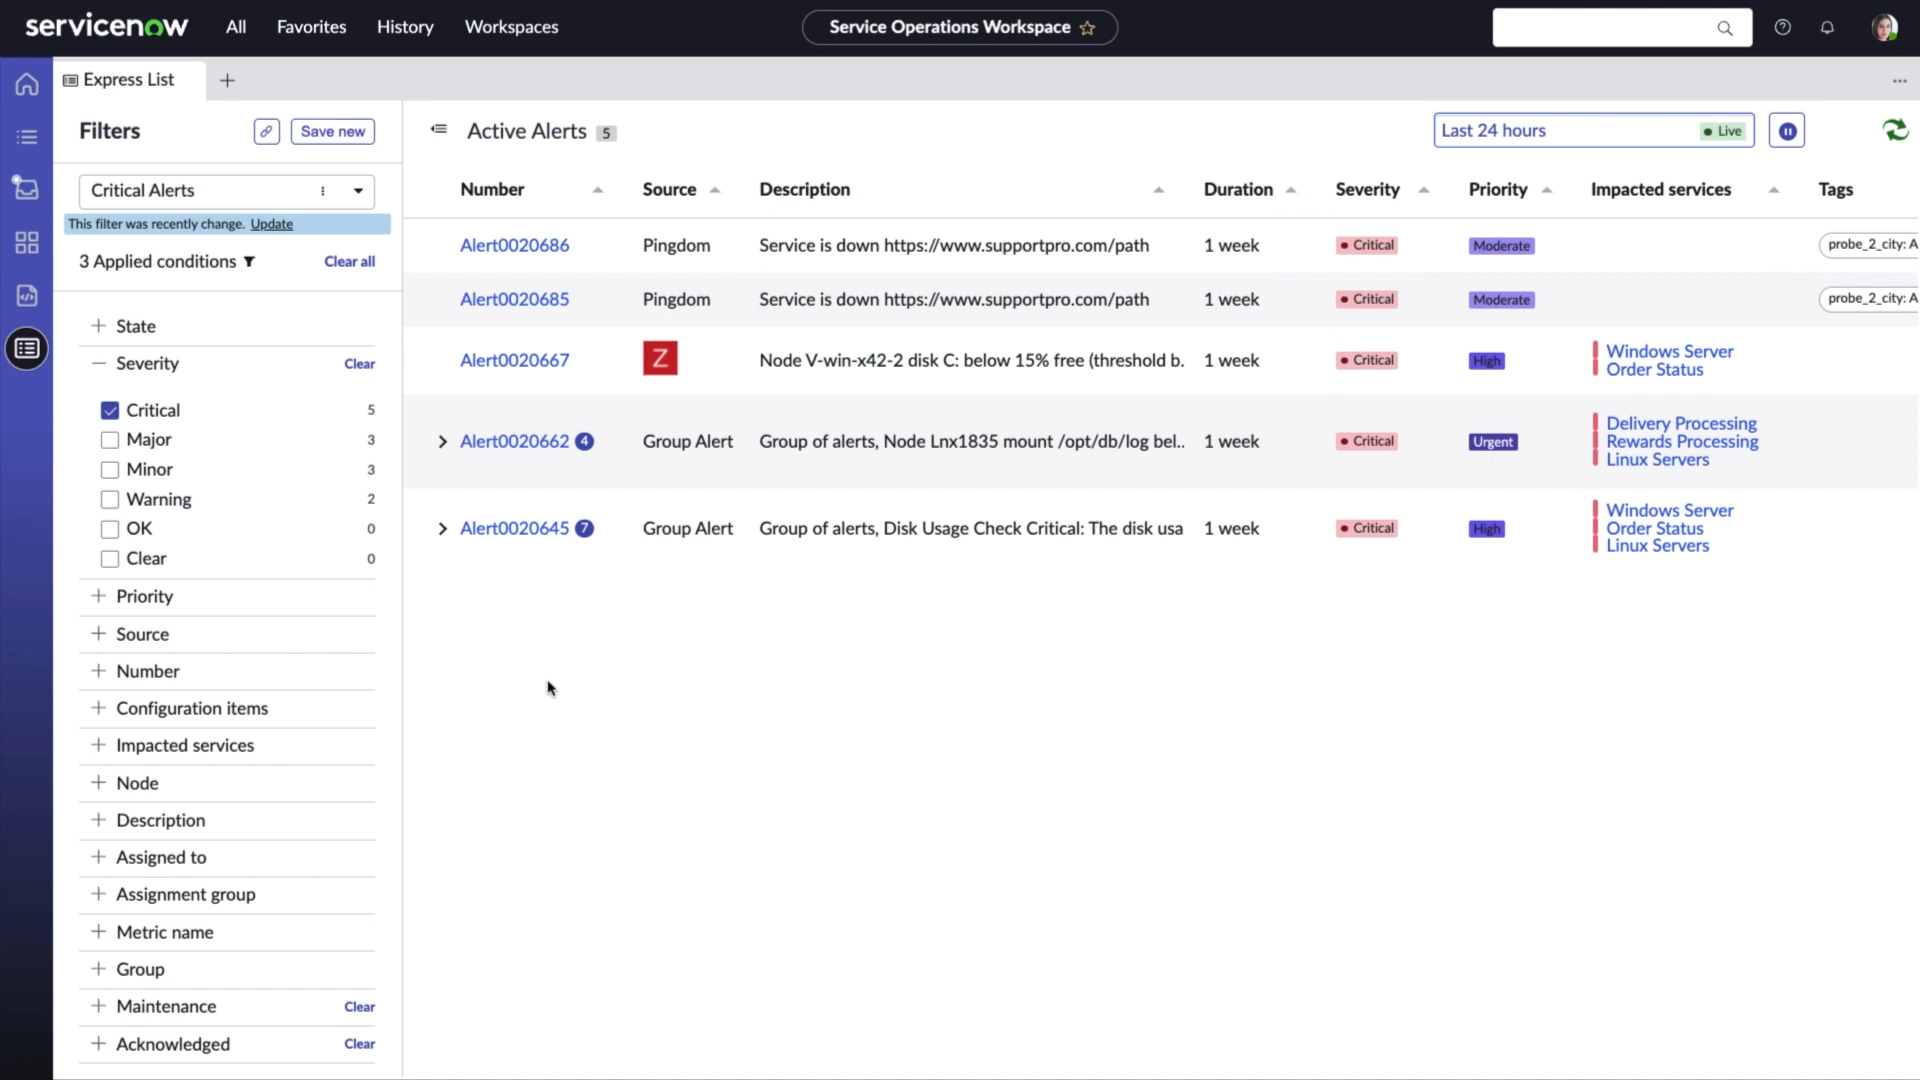 servicenow All Favorites History Workspaces Service Operations Workspace
Express List
Filters Save new
Critical Alerts
This filter was recently change. Update
3 Applied conditions Clear all
State
Severity Clear
Critical 5
Major 3
Minor 3
Warning 2
OK 0
Clear 0
Priority
Source
Number
Configuration items
Impacted services
Node
Description
Assigned to
Assignment group
Metric name
Group
Maintenance Clear
Acknowledged Clear
Active Alerts 5 Last 24 hours Live
Number Source Description Duration Severity Priority Impacted services Tags
Alert0020686 Pingdom Service is down https://www.supportpro.com/path 1 week Critical Moderate probe_2_city: A
Alert0020685 Pingdom Service is down https://www.supportpro.com/path 1 week Critical Moderate probe_2_city: A
Alert0020667 Z Node V-win-x42-2 disk C: below 15% free (threshold b. 1 week Critical High Windows Server
Order Status
Alert0020662 4 Group Alert Group of alerts, Node Lnx1835 mount /opt/db/log bel.. 1 week Critical Urgent Delivery Processing
Rewards Processing
Linux Servers
Alert0020645 7 Group Alert Group of alerts, Disk Usage Check Critical: The disk usa 1 week Critical High Windows Server
Order Status
Linux Servers